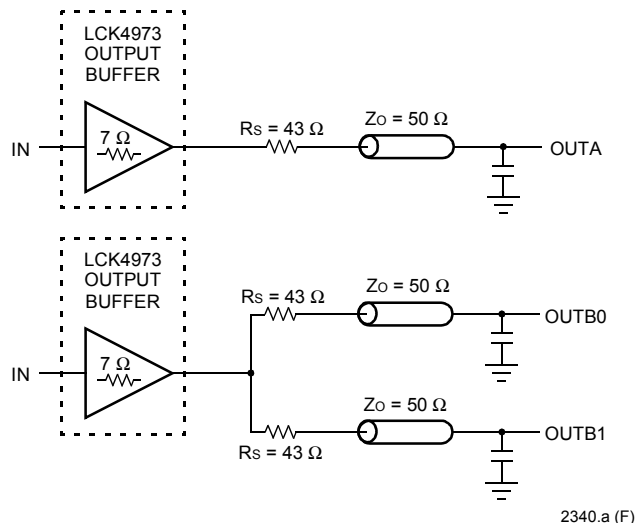 LCK4973
OUTPUT
BUFFER
IN
7 Ω
RS = 43 Ω
ZO = 50 Ω
OUTA
LCK4973
OUTPUT
BUFFER
IN
7 Ω
RS = 43 Ω
ZO = 50 Ω
OUTB0
RS = 43 Ω
ZO = 50 Ω
OUTB1
2340.a (F)